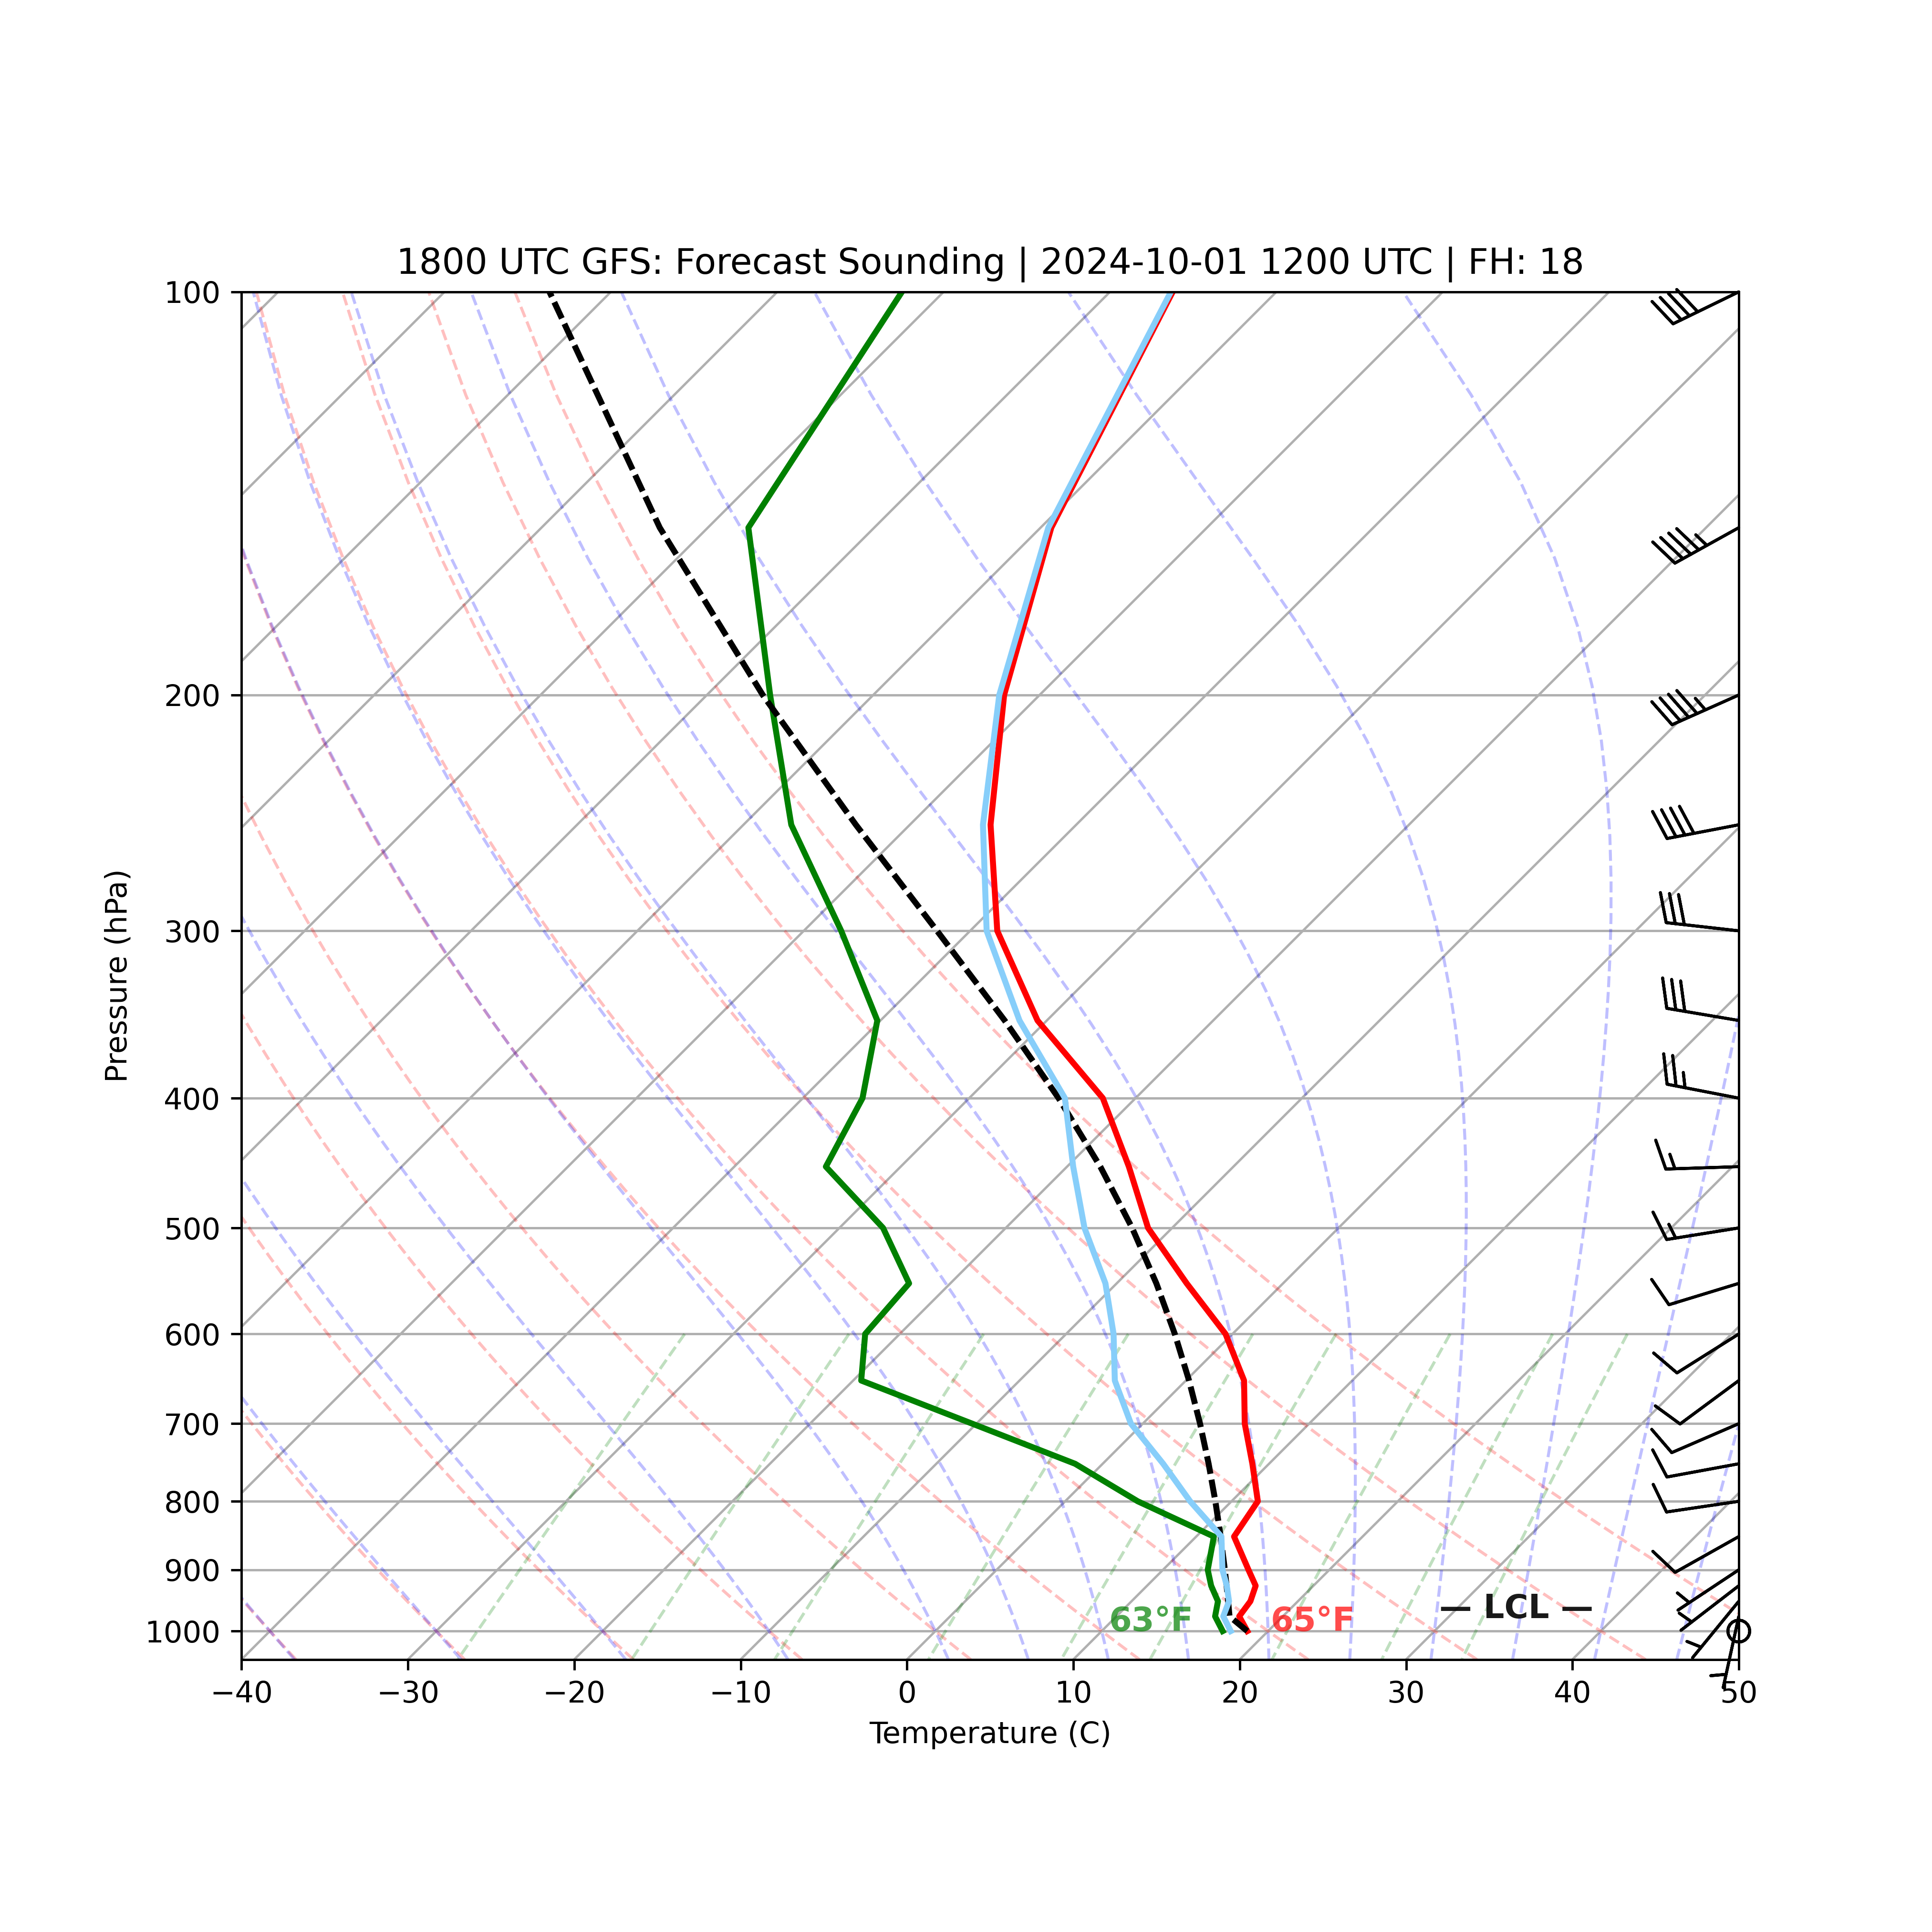 1800 UTC GFS: Forecast Sounding | 2024-10-01 1200 UTC | FH: 18
100
200
300
400
500
600
700
800
900
1000
Pressure (hPa)
63°F
65°F
— LCL —
−40 −30 −20 −10 0 10 20 30 40 50
Temperature (C)